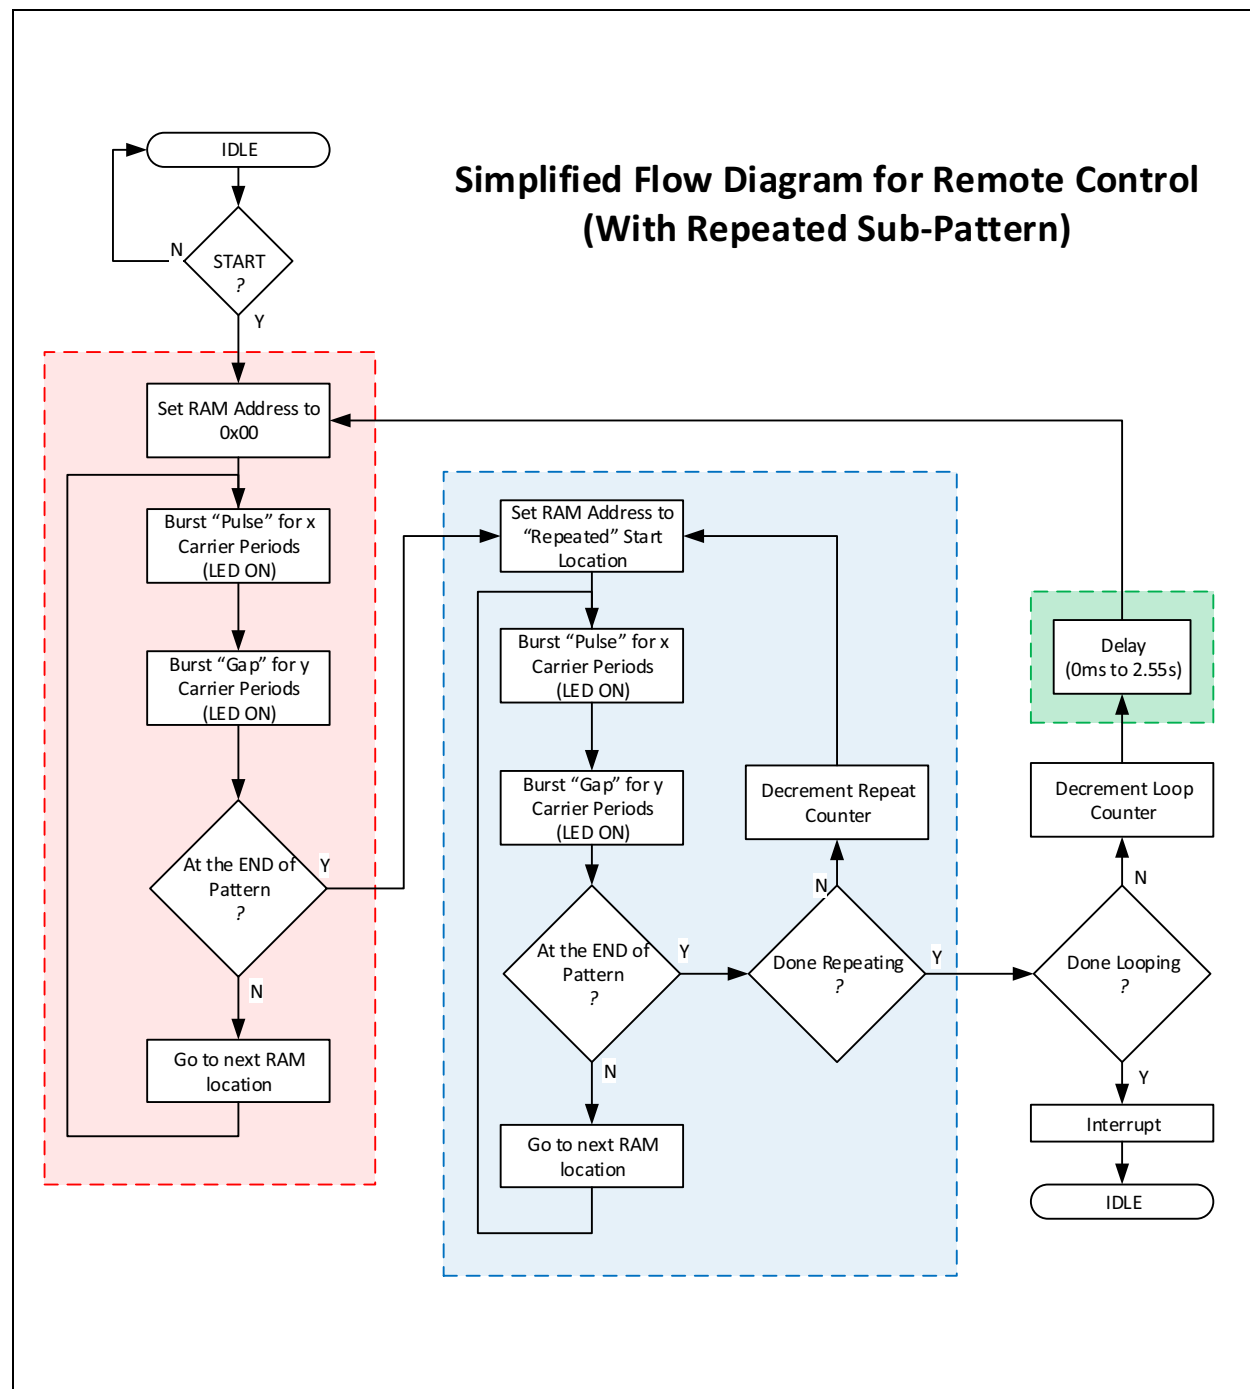 Simplified Flow Diagram for Remote Control
(With Repeated Sub-Pattern)
IDLE
START
?
N
Y
Set RAM Address to
0x00
Burst “Pulse” for x
Carrier Periods
(LED ON)
Burst “Gap” for y
Carrier Periods
(LED ON)
At the END of
Pattern
?
Y
N
Go to next RAM
location
Set RAM Address to
“Repeated” Start
Location
Burst “Pulse” for x
Carrier Periods
(LED ON)
Burst “Gap” for y
Carrier Periods
(LED ON)
At the END of
Pattern
?
Y
N
Go to next RAM
location
Decrement Repeat
Counter
N
Done Repeating
?
Y
Delay
(0ms to 2.55s)
Decrement Loop
Counter
N
Done Looping
?
Y
Interrupt
IDLE